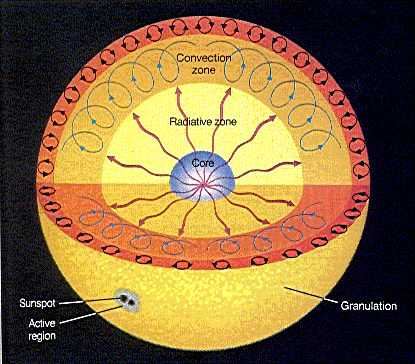 Convection
zone
Radiative zone
Core
Sunspot
Active
region
Granulation